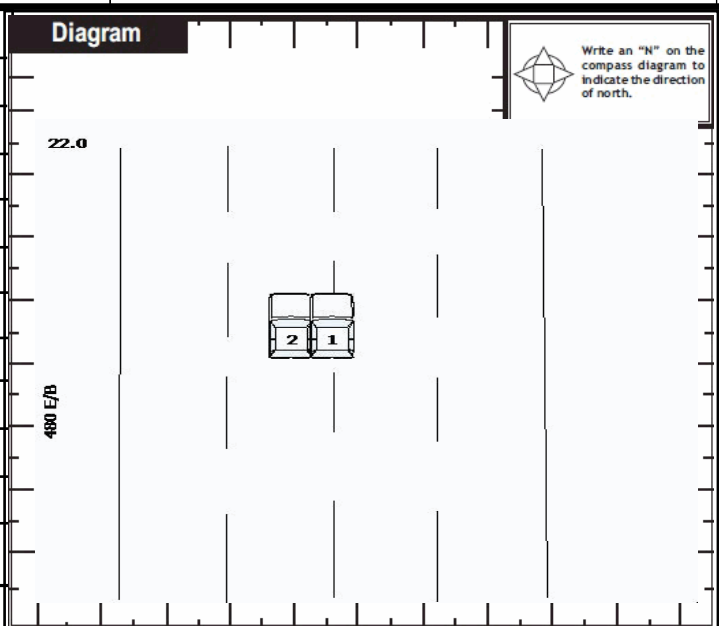 Diagram
Write an “N” on the
compass diagram to
indicate the direction
of north.
22.0
2 1
480 E/B